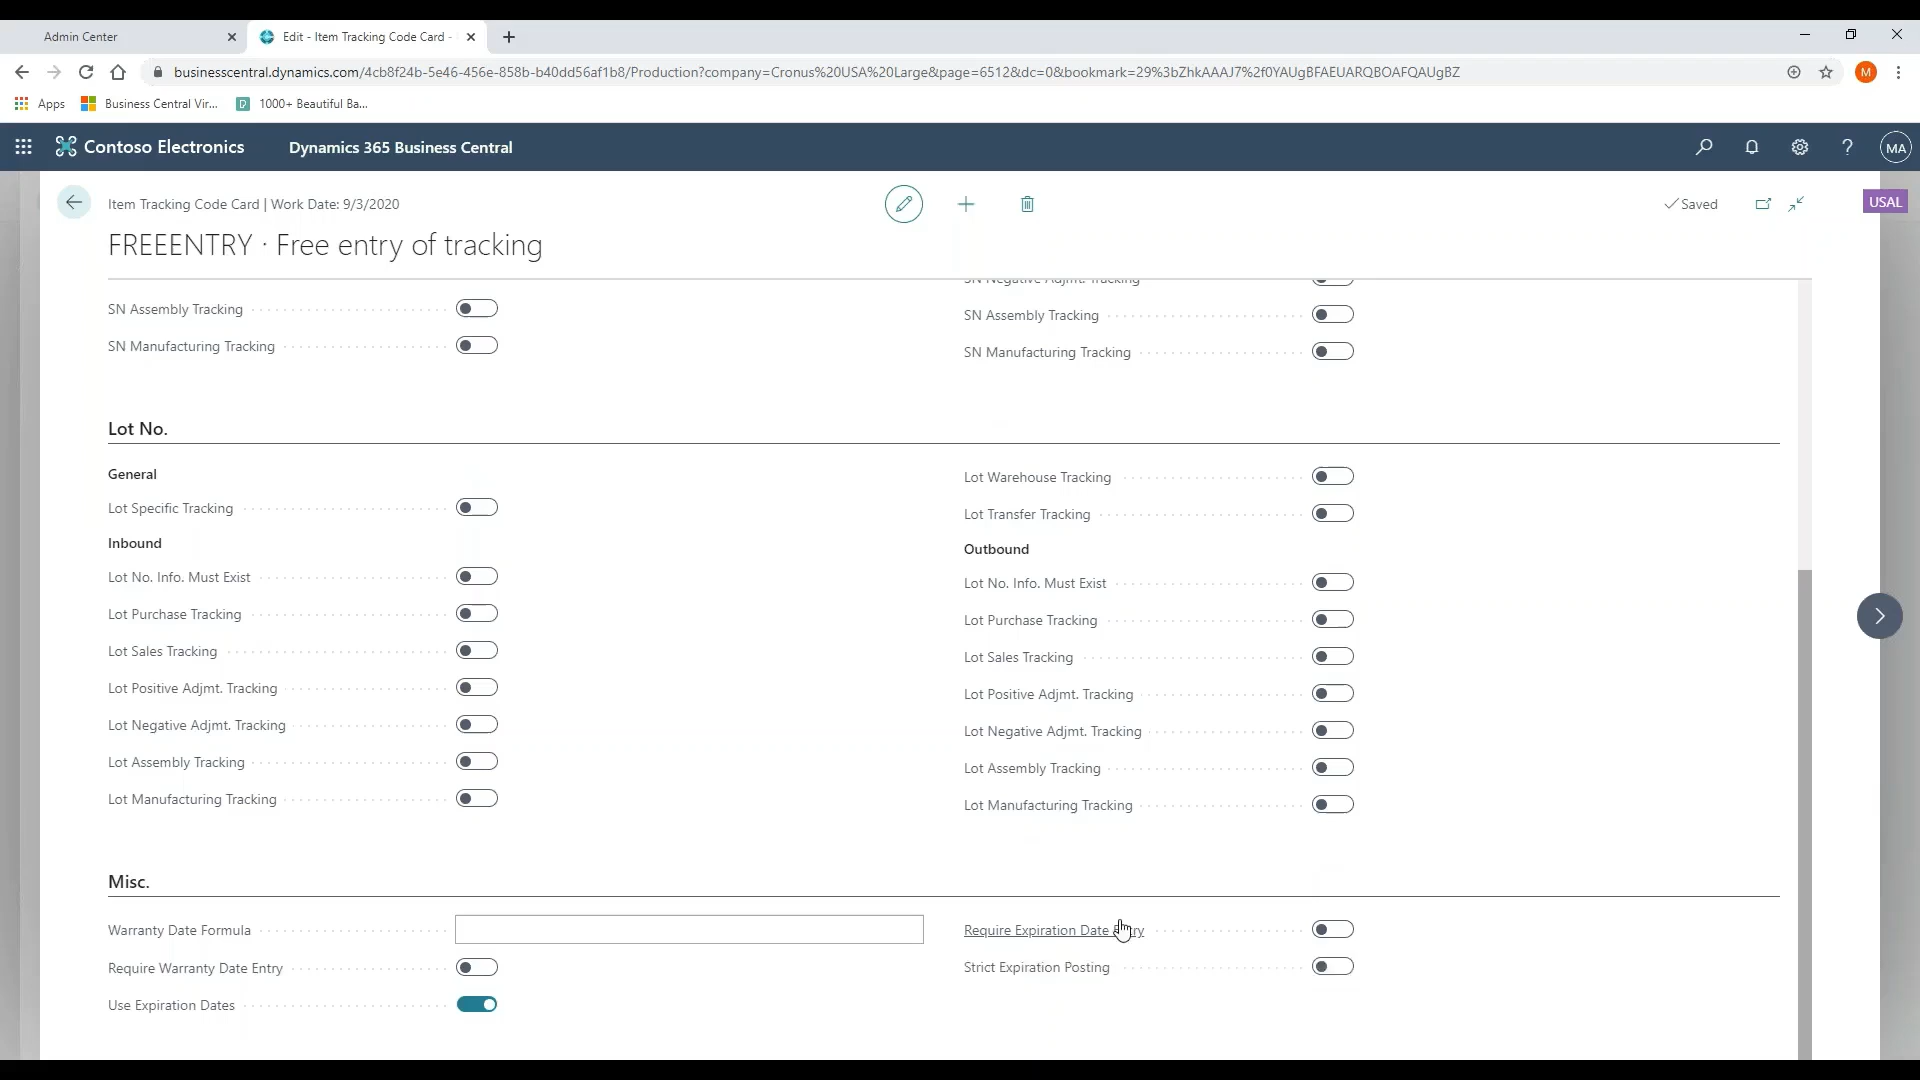 Admin Center
Edit - Item Tracking Code Card -
businesscentral.dynamics.com/4cb8f24b-5e46-456e-858b-b40dd56af1b8/Production?company=Cronus%20USA%20Large&page=6512&dc=0&bookmark=29%3bZhkAAAJ7%2f0YAUgBFAEUARQBOAFQAUgBZ
M
Apps
Business Central Vir...
D
1000+ Beautiful Ba...
Contoso Electronics
Dynamics 365 Business Central
?
MA
Item Tracking Code Card | Work Date: 9/3/2020
Saved
USAL
FREEENTRY · Free entry of tracking
SN Negative Adjmt. Tracking
SN Assembly Tracking
SN Assembly Tracking
SN Manufacturing Tracking
SN Manufacturing Tracking
Lot No.
General
Lot Warehouse Tracking
Lot Specific Tracking
Lot Transfer Tracking
Inbound
Outbound
Lot No. Info. Must Exist
Lot No. Info. Must Exist
Lot Purchase Tracking
Lot Purchase Tracking
Lot Sales Tracking
Lot Sales Tracking
Lot Positive Adjmt. Tracking
Lot Positive Adjmt. Tracking
Lot Negative Adjmt. Tracking
Lot Negative Adjmt. Tracking
Lot Assembly Tracking
Lot Assembly Tracking
Lot Manufacturing Tracking
Lot Manufacturing Tracking
Misc.
Warranty Date Formula
Require Expiration Date Entry
Require Warranty Date Entry
Strict Expiration Posting
Use Expiration Dates